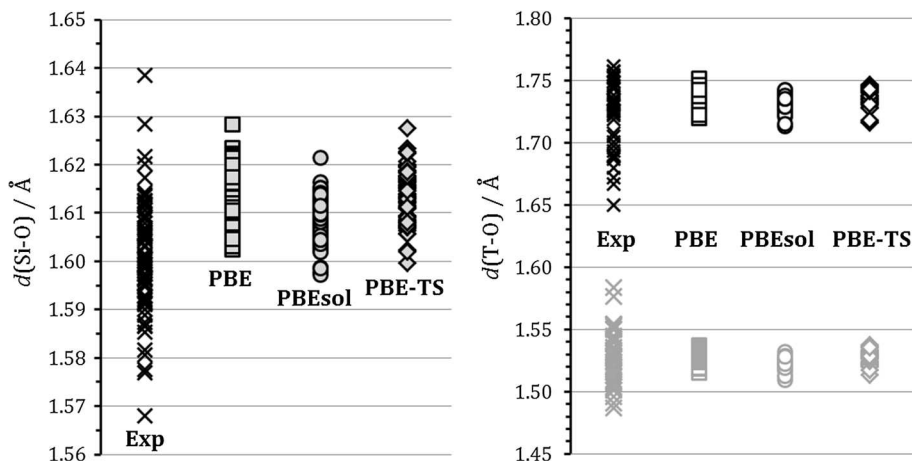 d(Si-O) / Å
1.65
1.64
1.63
1.62
1.61
1.60
1.59
1.58
1.57
1.56
Exp
PBE
PBEsol
PBE-TS
d(T-O) / Å
1.80
1.75
1.70
1.65
1.60
1.55
1.50
1.45
Exp
PBE
PBEsol
PBE-TS